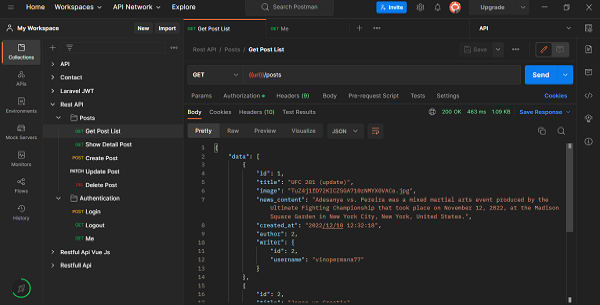 Home Workspaces API Network Explore Search Postman Invite Upgrade
My Workspace New Import Get Post List Me API
Collections
APIs
Environments
Mock Servers
Monitors
Flows
History
API
Contact
Laravel JWT
Rest API
Posts
GET Get Post List
GET Show Detail Post
POST Create Post
PATCH Update Post
DEL Delete Post
Authentication
POST Login
GET Logout
GET Me
Restful Api Vue Js
Restfull Api
Rest API / Posts / Get Post List Save
GET {{url}}/posts Send
Params Authorization Headers (9) Body Pre-request Script Tests Settings Cookies
Body Cookies Headers (10) Test Results 200 OK 463 ms 1.09 KB Save Response
Pretty Raw Preview Visualize JSON
1 {
2 "data": [
3 {
4 "id": 1,
5 "title": "UFC 281 (update)",
6
7 "news_content": "Adesanya vs. Pereira was a mixed martial arts event produced by the
Ultimate Fighting Championship that took place on November 12, 2022, at the Madison
Square Garden in New York City, New York, United States.",
8 "created_at": "2022/12/10 12:32:18",
9 "author": 2,
10 "writer": {
11 "id": 2,
12 "username": "vinopermana77"
13 }
14 },
15 {
16 "id": 2,
17 "title":